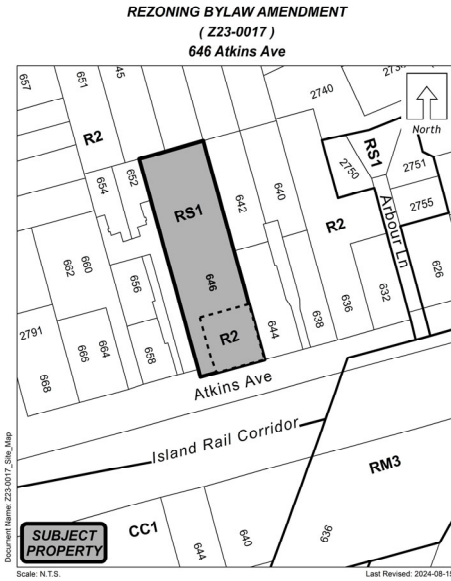 REZONING BYLAW AMENDMENT
( Z23-0017 )
646 Atkins Ave
657
651
645
2740
273
North
R2
654
652
RS1
642
640
R2
2750
RS1
2751
2755
Arbour Ln
662
660
656
646
R2
644
638
636
632
626
2791
668
666
664
658
Atkins Ave
Island Rail Corridor
RM3
CC1
644
640
636
SUBJECT
PROPERTY
Document Name: Z23-0017_Site_Map
Scale: N.T.S.
Last Revised: 2024-08-15